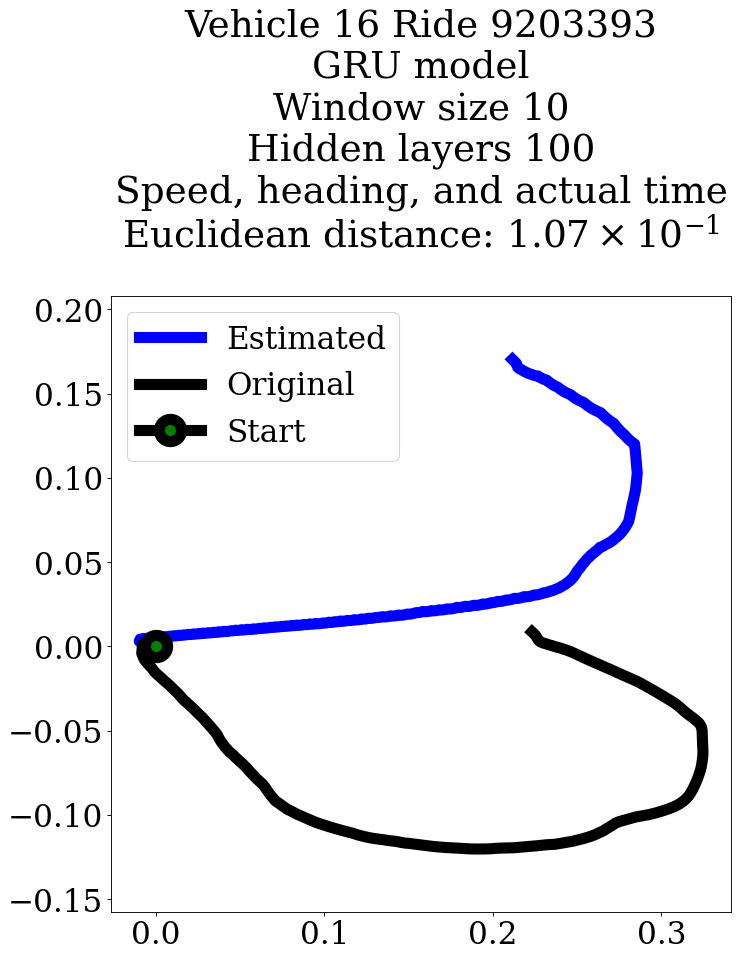 Vehicle 16 Ride 9203393
GRU model
Window size 10
Hidden layers 100
Speed, heading, and actual time
Euclidean distance: 1.07 × 10⁻¹
Estimated
Original
Start
0.20
0.15
0.10
0.05
0.00
−0.05
−0.10
−0.15
0.0 0.1 0.2 0.3